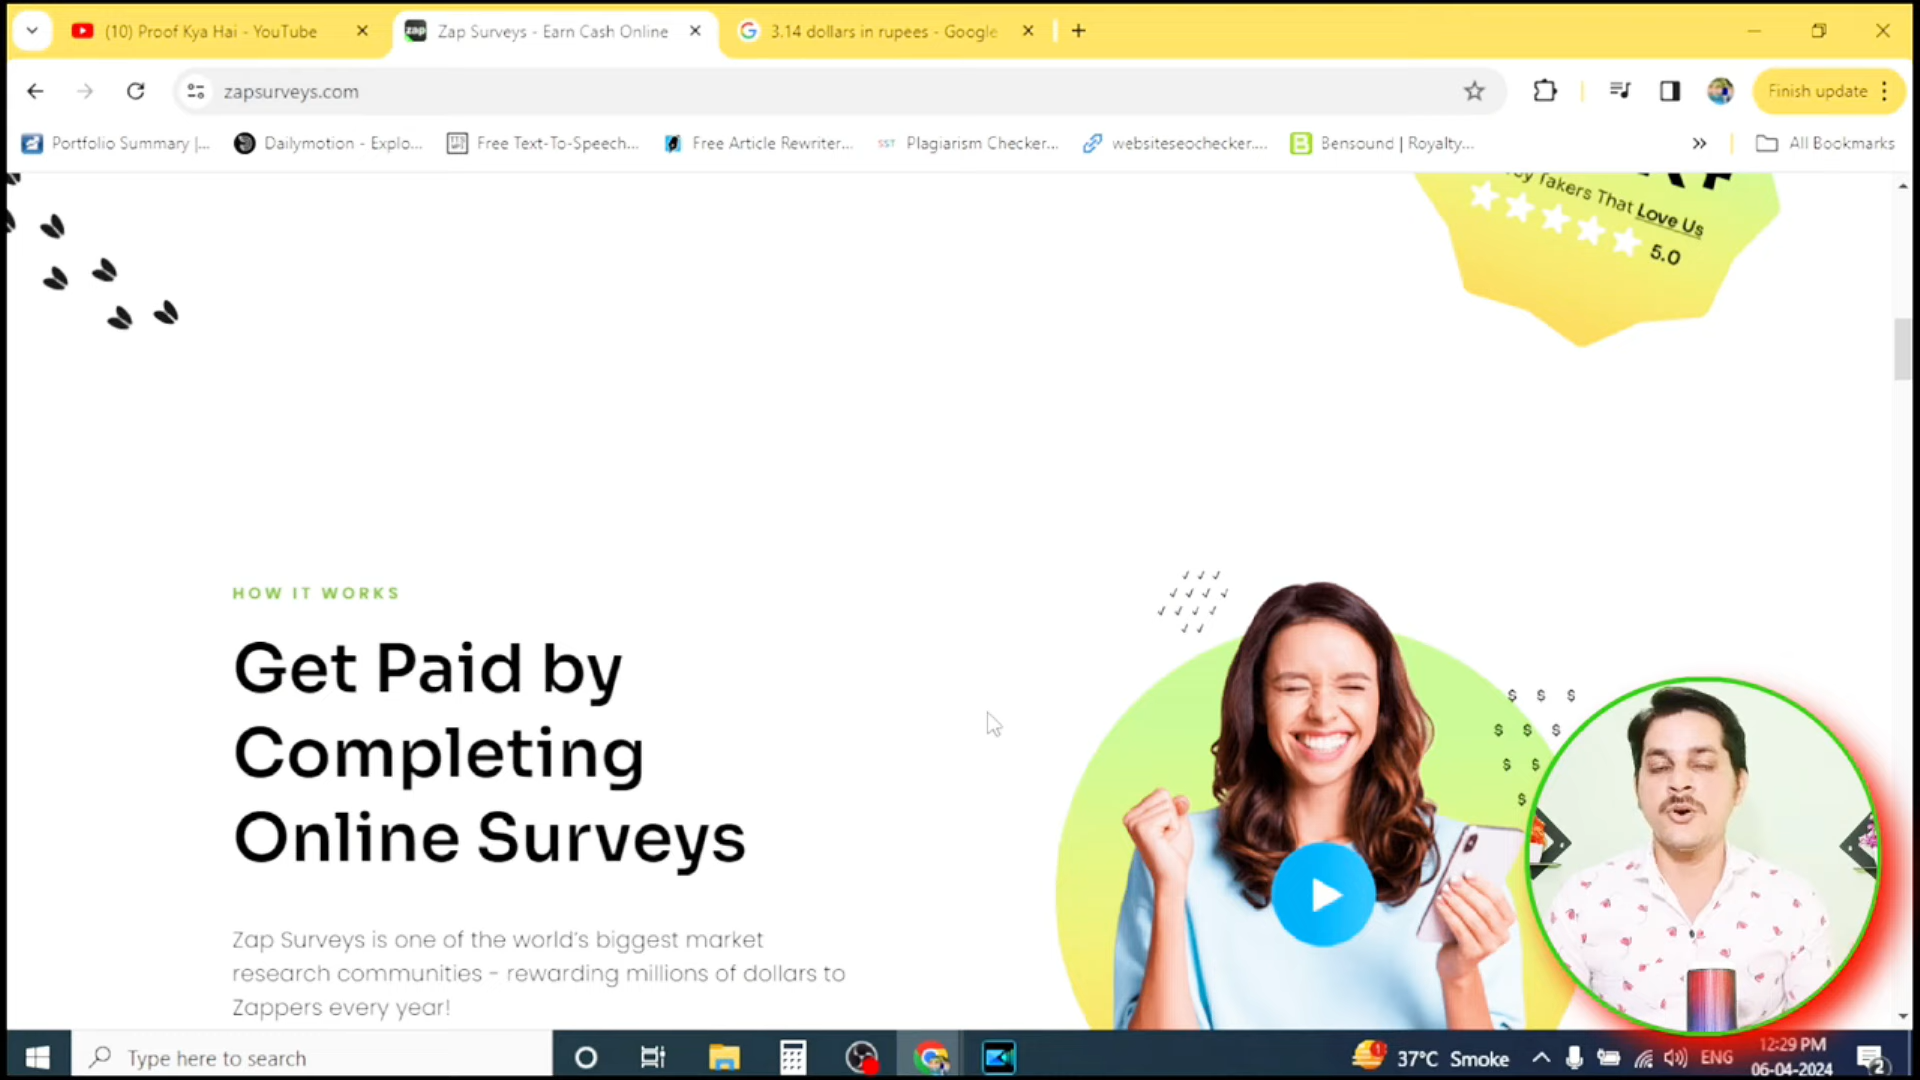 (10) Proof Kya Hai - YouTube
zap
Zap Surveys - Earn Cash Online
3.14 dollars in rupees - Google
zapsurveys.com
Finish update
Portfolio Summary |...
Dailymotion - Explo...
Free Text-To-Speech...
Free Article Rewriter...
SST
Plagiarism Checker...
websiteseochecker....
Bensound | Royalty...
All Bookmarks
Takers That Love Us
5.0
HOW IT WORKS
Get Paid by
Completing
Online Surveys
Zap Surveys is one of the world's biggest market
research communities - rewarding millions of dollars to
Zappers every year!
Type here to search
37°C Smoke
ENG
12:29 PM
06-04-2024
2